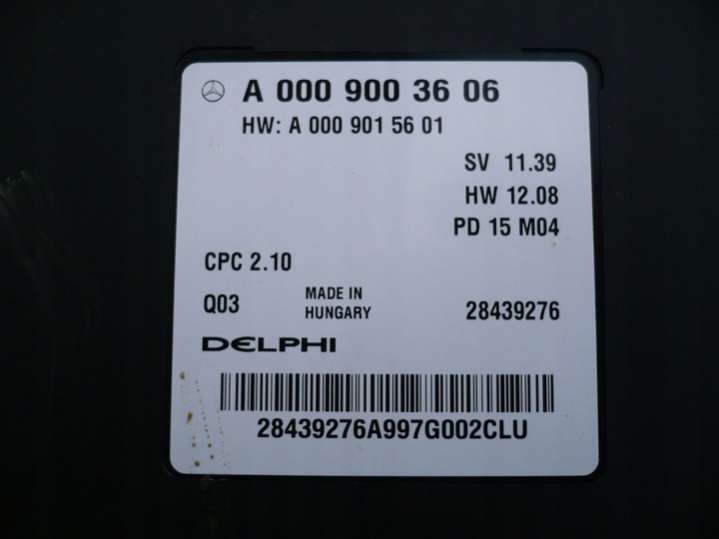 A 000 900 36 06
HW: A 000 901 56 01
SV 11.39
HW 12.08
PD 15 M04
CPC 2.10
Q03
MADE IN
HUNGARY
28439276
DELPHI
28439276A997G002CLU